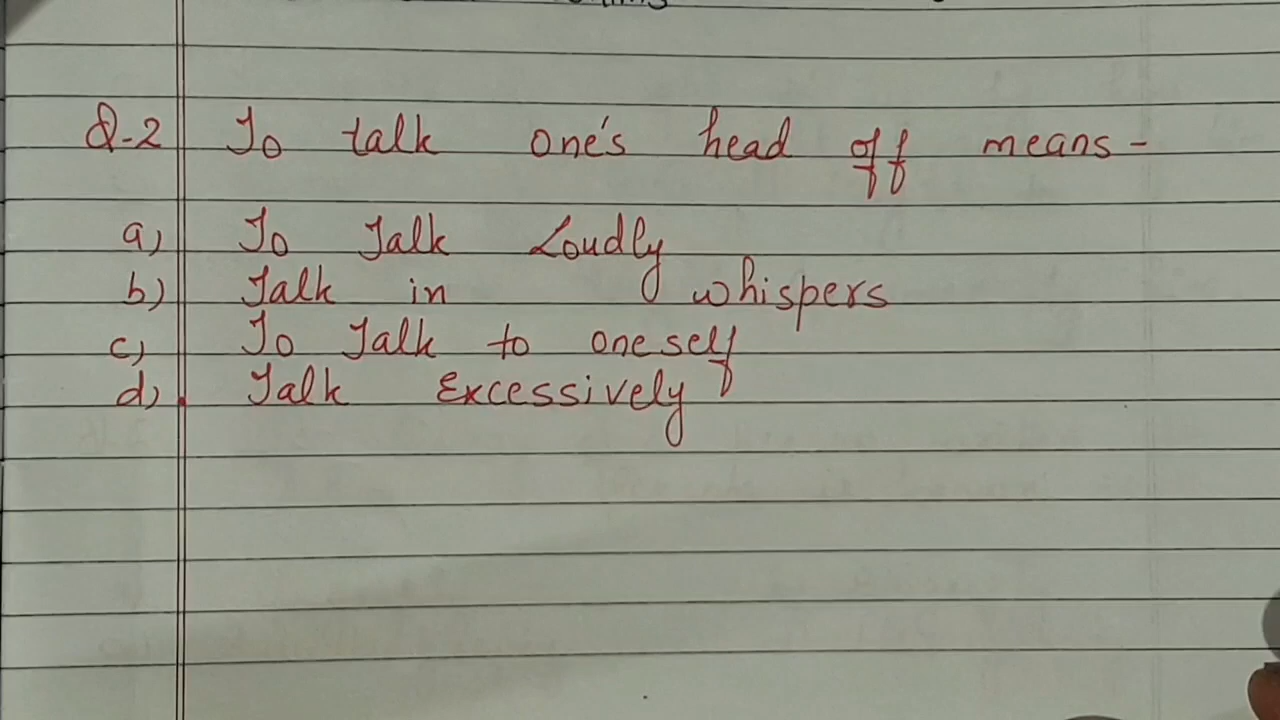 Q-2 To talk one's head off means-
a) To Talk Loudly
b) Talk in whispers
c) To Talk to oneself
d) Talk Excessively